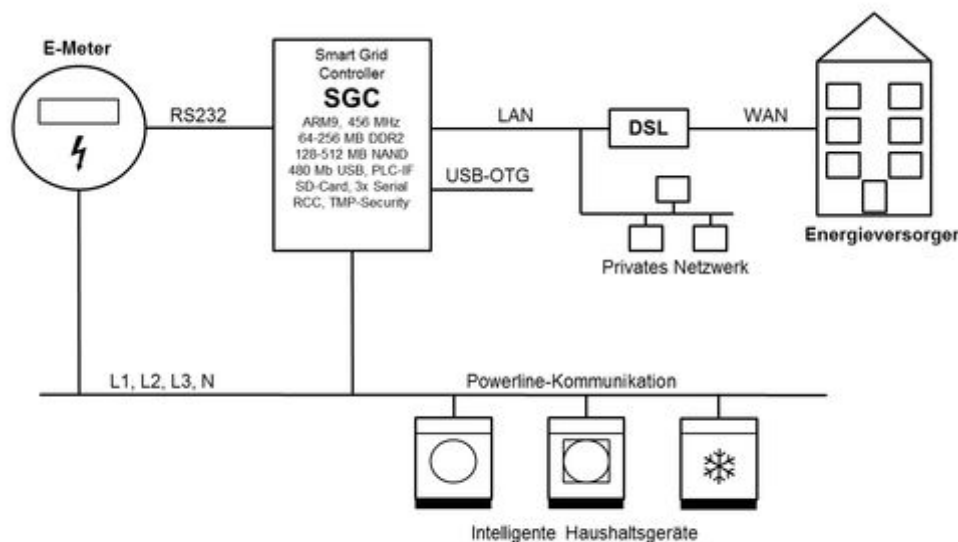 E-Meter
RS232
Smart Grid
Controller
SGC
ARM9, 456 MHz
64-256 MB DDR2
128-512 MB NAND
480 Mb USB, PLC-IF
SD-Card, 3x Serial
RCC, TMP-Security
LAN
DSL
WAN
USB-OTG
Privates Netzwerk
Energieversorger
L1, L2, L3, N
Powerline-Kommunikation
Intelligente Haushaltsgeräte